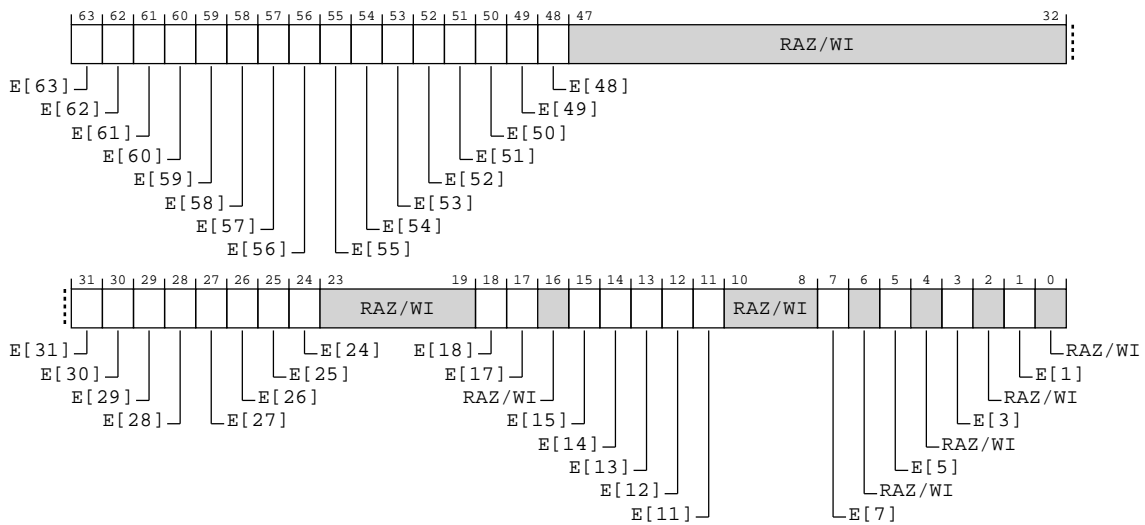 63 62 61 60 59 58 57 56 55 54 53 52 51 50 49 48 47 32
RAZ/WI
E[63] E[48]
E[62] E[49]
E[61] E[50]
E[60] E[51]
E[59] E[52]
E[58] E[53]
E[57] E[54]
E[56] E[55]
31 30 29 28 27 26 25 24 23 19 18 17 16 15 14 13 12 11 10 8 7 6 5 4 3 2 1 0
RAZ/WI RAZ/WI
E[31] E[24] E[18] RAZ/WI
E[30] E[25] E[17] E[1]
E[29] E[26] RAZ/WI RAZ/WI
E[28] E[27] E[15] E[3]
E[14] RAZ/WI
E[13] E[5]
E[12] RAZ/WI
E[11] E[7]